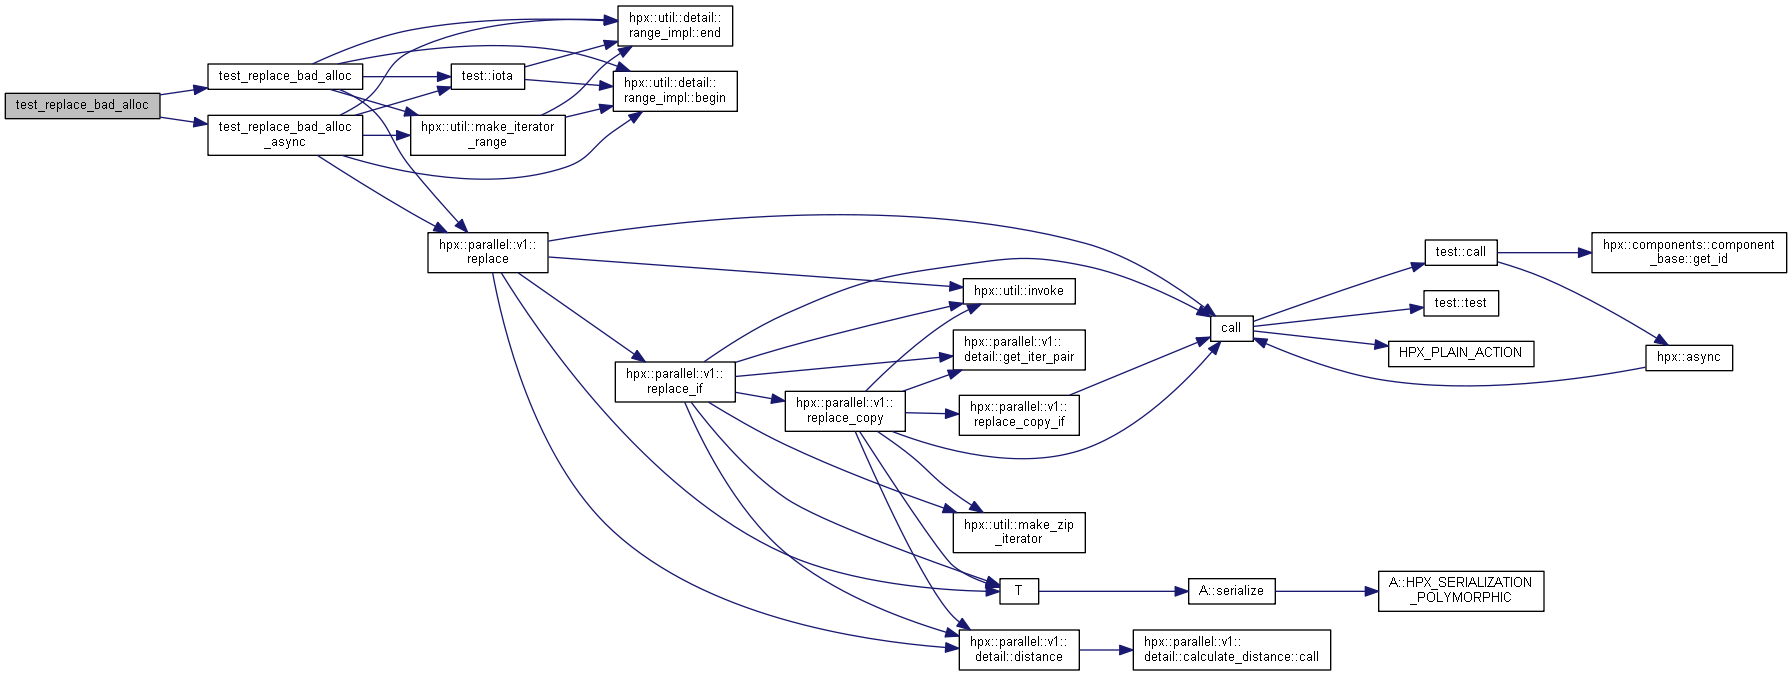 test_replace_bad_alloc
test_replace_bad_alloc
test_replace_bad_alloc
_async
hpx::util::detail::
range_impl::end
test::iota
hpx::util::detail::
range_impl::begin
hpx::util::make_iterator
_range
hpx::parallel::v1::
replace
hpx::parallel::v1::
replace_if
hpx::util::invoke
hpx::parallel::v1::
detail::get_iter_pair
hpx::parallel::v1::
replace_copy
hpx::parallel::v1::
replace_copy_if
hpx::util::make_zip
_iterator
T
hpx::parallel::v1::
detail::distance
call
A::serialize
hpx::parallel::v1::
detail::calculate_distance::call
test::call
test::test
HPX_PLAIN_ACTION
A::HPX_SERIALIZATION
_POLYMORPHIC
hpx::components::component
_base::get_id
hpx::async